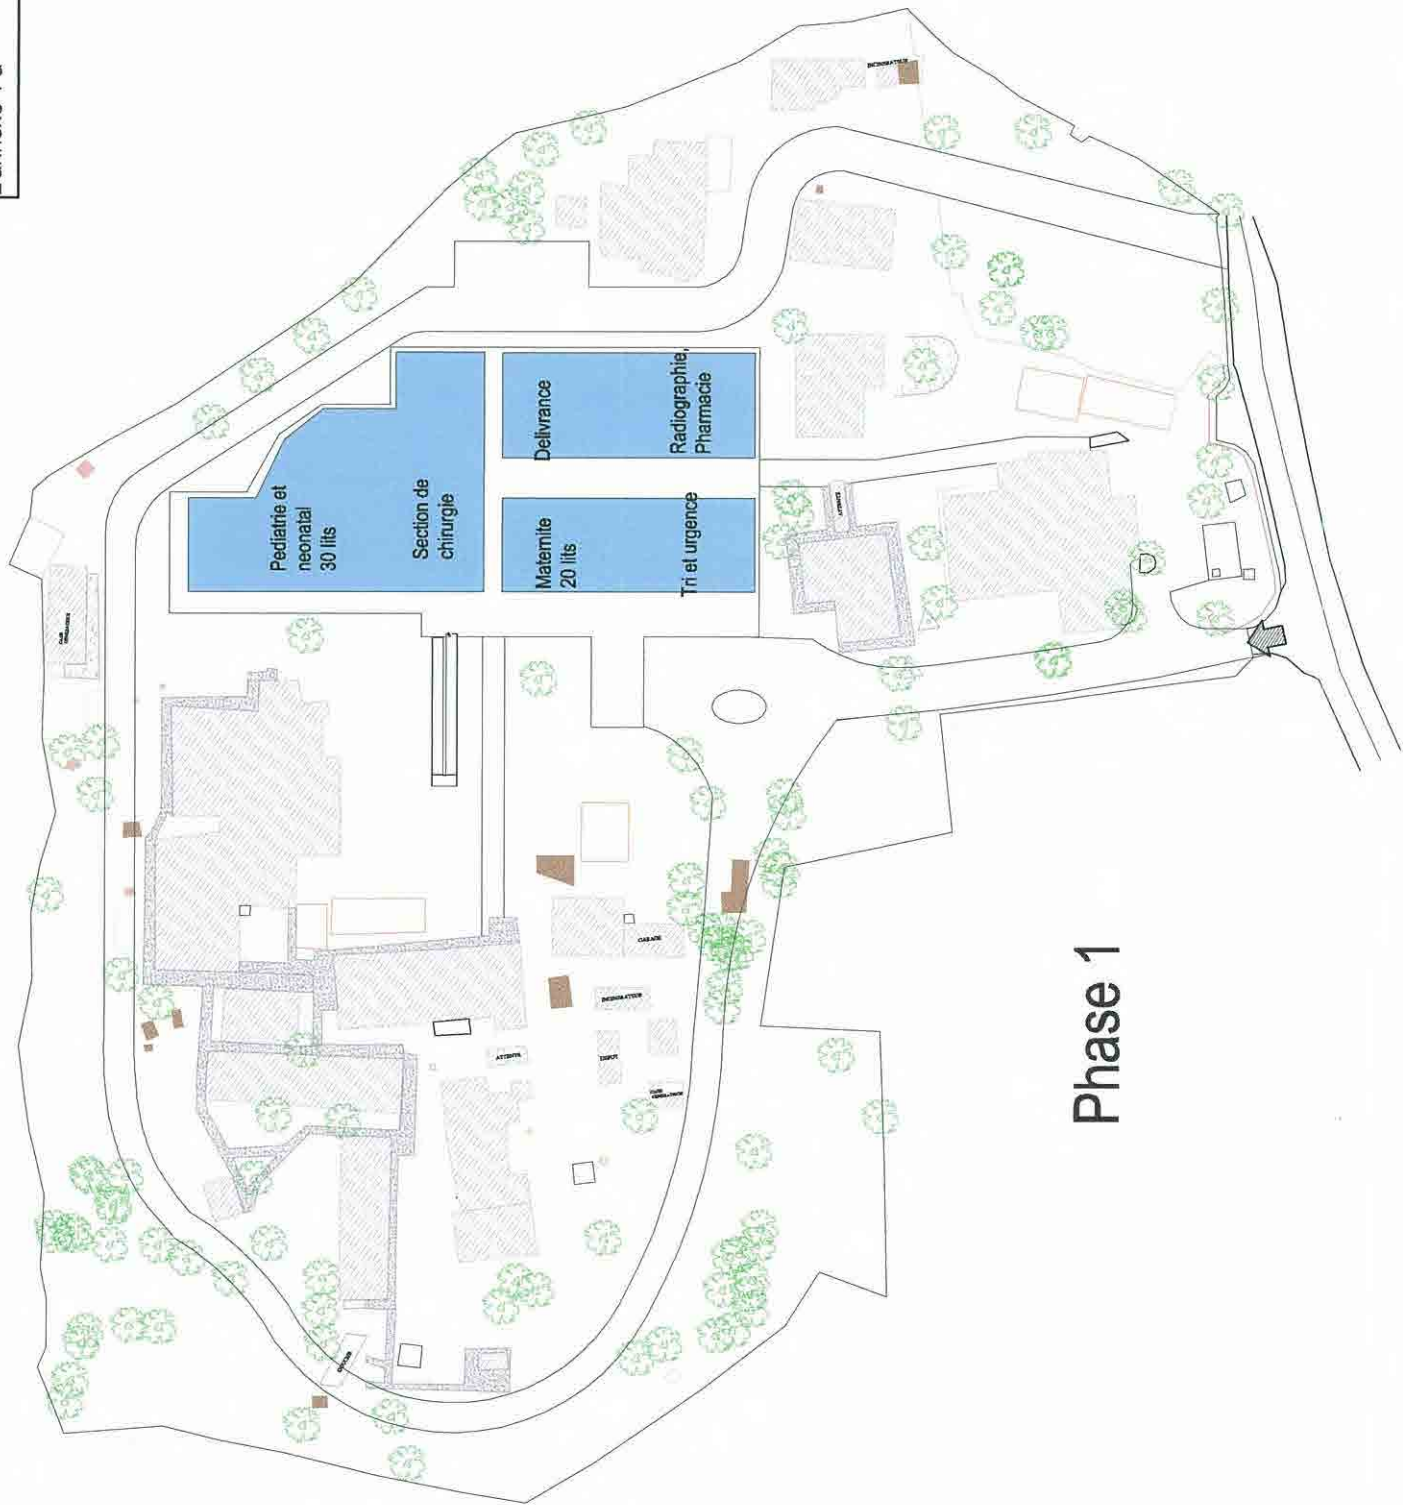 Pediatrie et
neonatal
30 lits
Section de
chirurgie
Delivrance
Radiographie,
Pharmacie
Maternite
20 lits
Tri et urgence
INCINERATEUR
GARAGE
INCINERATEUR
ATTENTE
DEPOT
Phase 1